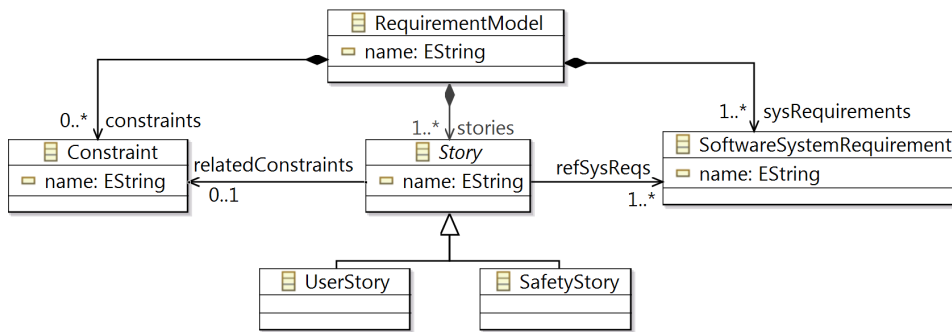 RequirementModel
name: EString
0..* constraints
1..* stories
1..* sysRequirements
Constraint
name: EString
relatedConstraints
0..1
Story
name: EString
refSysReqs
1..*
SoftwareSystemRequirement
name: EString
UserStory
SafetyStory